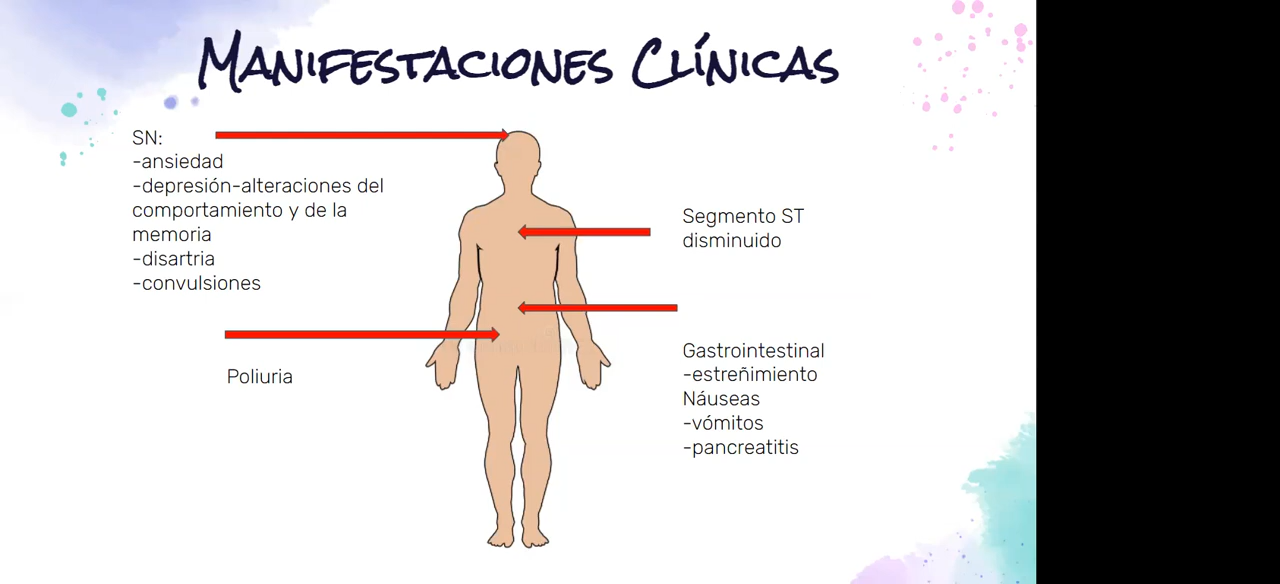 MANIFESTACIONES CLÍNICAS
SN:
-ansiedad
-depresión-alteraciones del
comportamiento y de la
memoria
-disartria
-convulsiones
Segmento ST
disminuido
Poliuria
Gastrointestinal
-estreñimiento
Náuseas
-vómitos
-pancreatitis